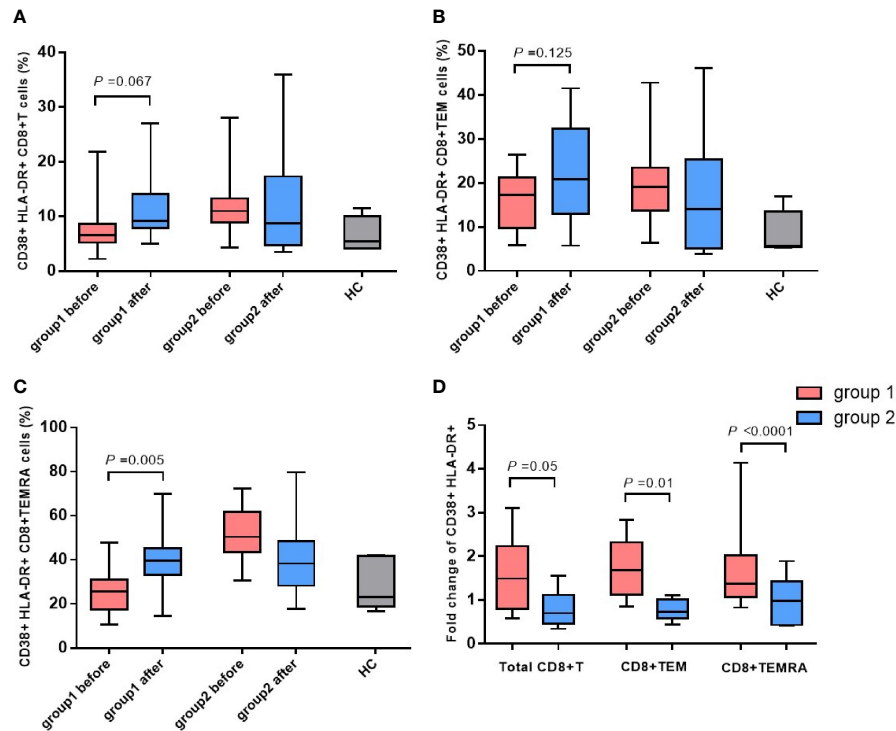 A
CD38+ HLA-DR+ CD8+T cells (%)
40
30
20
10
0
P =0.067
group1 before
group1 after
group2 before
group2 after
HC
B
CD38+ HLA-DR+ CD8+TEM cells (%)
50
40
30
20
10
0
P =0.125
group1 before
group1 after
group2 before
group2 after
HC
C
CD38+ HLA-DR+ CD8+TEMRA cells (%)
100
80
60
40
20
0
P =0.005
group1 before
group1 after
group2 before
group2 after
HC
D
group 1
group 2
Fold change of CD38+ HLA-DR+
5
4
3
2
1
0
P =0.05
P =0.01
P <0.0001
Total CD8+T
CD8+TEM
CD8+TEMRA